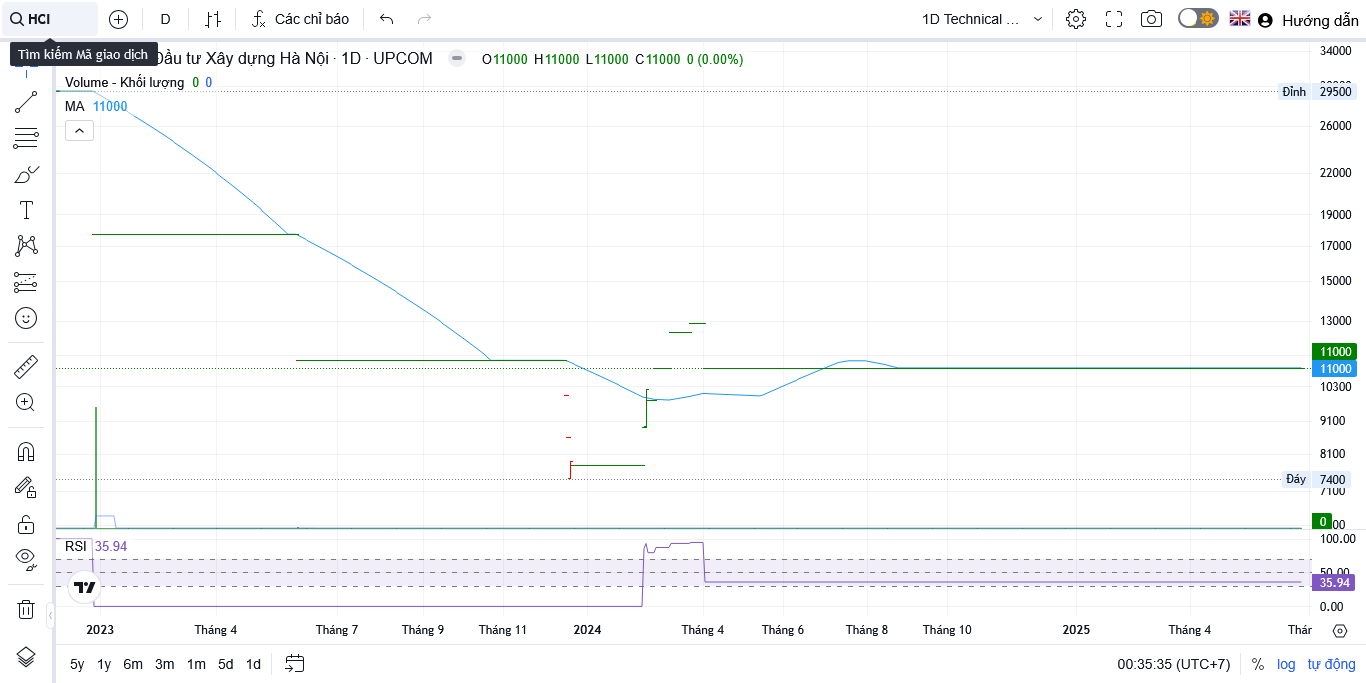 HCI
D
Các chỉ báo
1D Technical ...
Hướng dẫn
Tìm kiếm Mã giao dịch
Đầu tư Xây dựng Hà Nội · 1D · UPCOM
O11000 H11000 L11000 C11000 0 (0.00%)
Volume - Khối lượng 0 0
MA 11000
34000
Đỉnh 29500
26000
22000
19000
17000
15000
13000
11000
11000
10300
9100
8100
Đáy 7400
7100
0
RSI 35.94
100.00
50.00
35.94
0.00
2023 Tháng 4 Tháng 7 Tháng 9 Tháng 11 2024 Tháng 4 Tháng 6 Tháng 8 Tháng 10 2025 Tháng 4 Thár
5y 1y 6m 3m 1m 5d 1d
00:35:35 (UTC+7) % log tự động